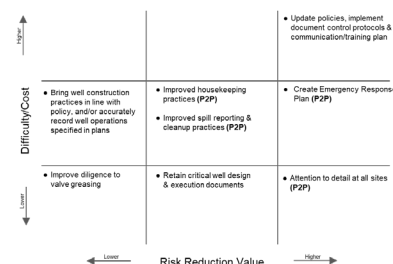 Higher
• Update policies, implement
document control protocols &
communication/training plan
Difficulty/Cost
• Bring well construction
practices in line with
policy, and/or accurately
record well operations
specified in plans
• Improved housekeeping
practices (P2P)
• Improved spill reporting &
cleanup practices (P2P)
• Create Emergency Response
Plan (P2P)
Lower
• Improve diligence to
valve greasing
• Retain critical well design
& execution documents
• Attention to detail at all sites
(P2P)
Lower
Risk Reduction Value
Higher